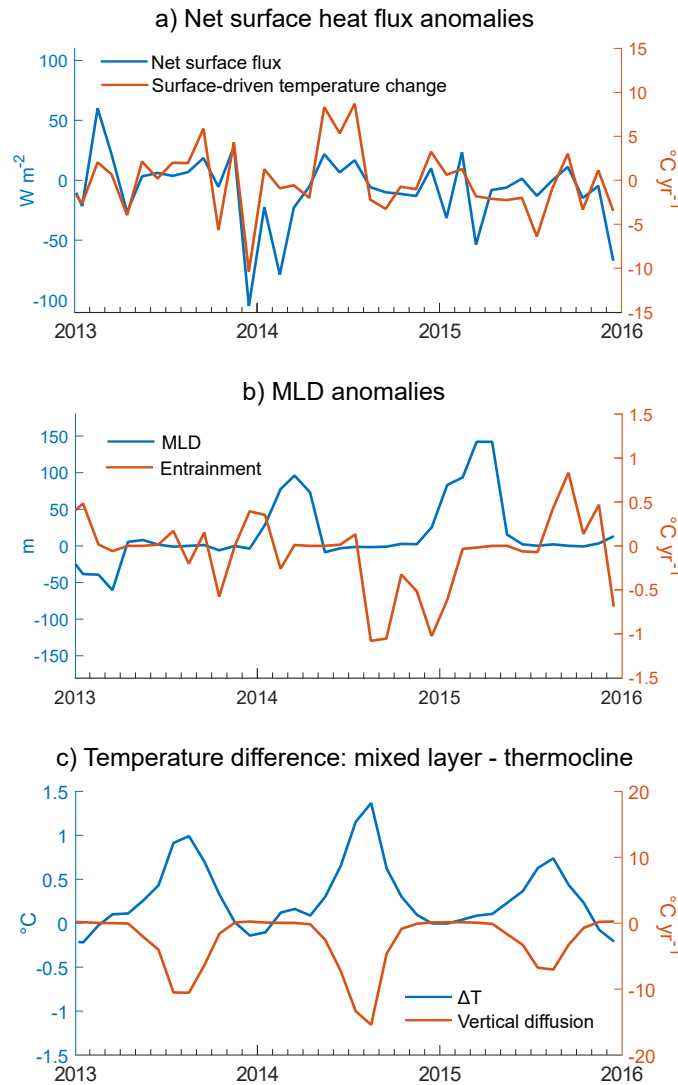 a) Net surface heat flux anomalies
Net surface flux
Surface-driven temperature change
W m⁻²
100
50
0
-50
-100
15
10
5
0
-5
-10
-15
°C yr⁻¹
2013 2014 2015 2016
b) MLD anomalies
MLD
Entrainment
m
150
100
50
0
-50
-100
-150
1.5
1
0.5
0
-0.5
-1
-1.5
°C yr⁻¹
2013 2014 2015 2016
c) Temperature difference: mixed layer - thermocline
°C
1.5
1
0.5
0
-0.5
-1
-1.5
20
10
0
-10
-20
°C yr⁻¹
ΔT
Vertical diffusion
2013 2014 2015 2016